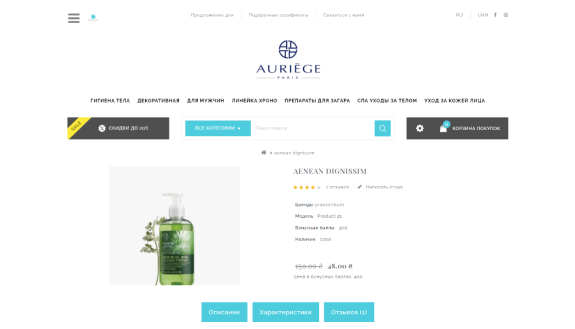 Предложение дня
Подарочные сертификаты
Связаться с нами
RU
UAH
AURIEGE
PARIS
ГИГИЕНА ТЕЛА
ДЕКОРАТИВНАЯ
ДЛЯ МУЖЧИН
ЛИНЕЙКА ХРОНО
ПРЕПАРАТЫ ДЛЯ ЗАГАРА
СПА УХОДЫ ЗА ТЕЛОМ
УХОД ЗА КОЖЕЙ ЛИЦА
SALE
СКИДКИ ДО 20%
ВСЕ КАТЕГОРИИ
Поиск товаров
КОРЗИНА ПОКУПОК
aenean dignissim
AENEAN DIGNISSIM
1 отзывов
Написать отзыв
Бренды praesentium
Модель: Product 21
Бонусные баллы: 300
Наличие: 1000
150.00 ₴ 48.00 ₴
Цена в бонусных баллах: 400
Описание
Характеристики
Отзывов (1)